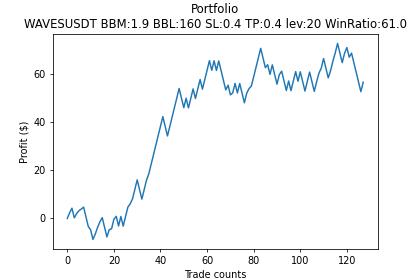 Portfolio
WAVESUSDT BBM:1.9 BBL:160 SL:0.4 TP:0.4 lev:20 WinRatio:61.0
60
40
20
0
Profit ($)
0 20 40 60 80 100 120
Trade counts